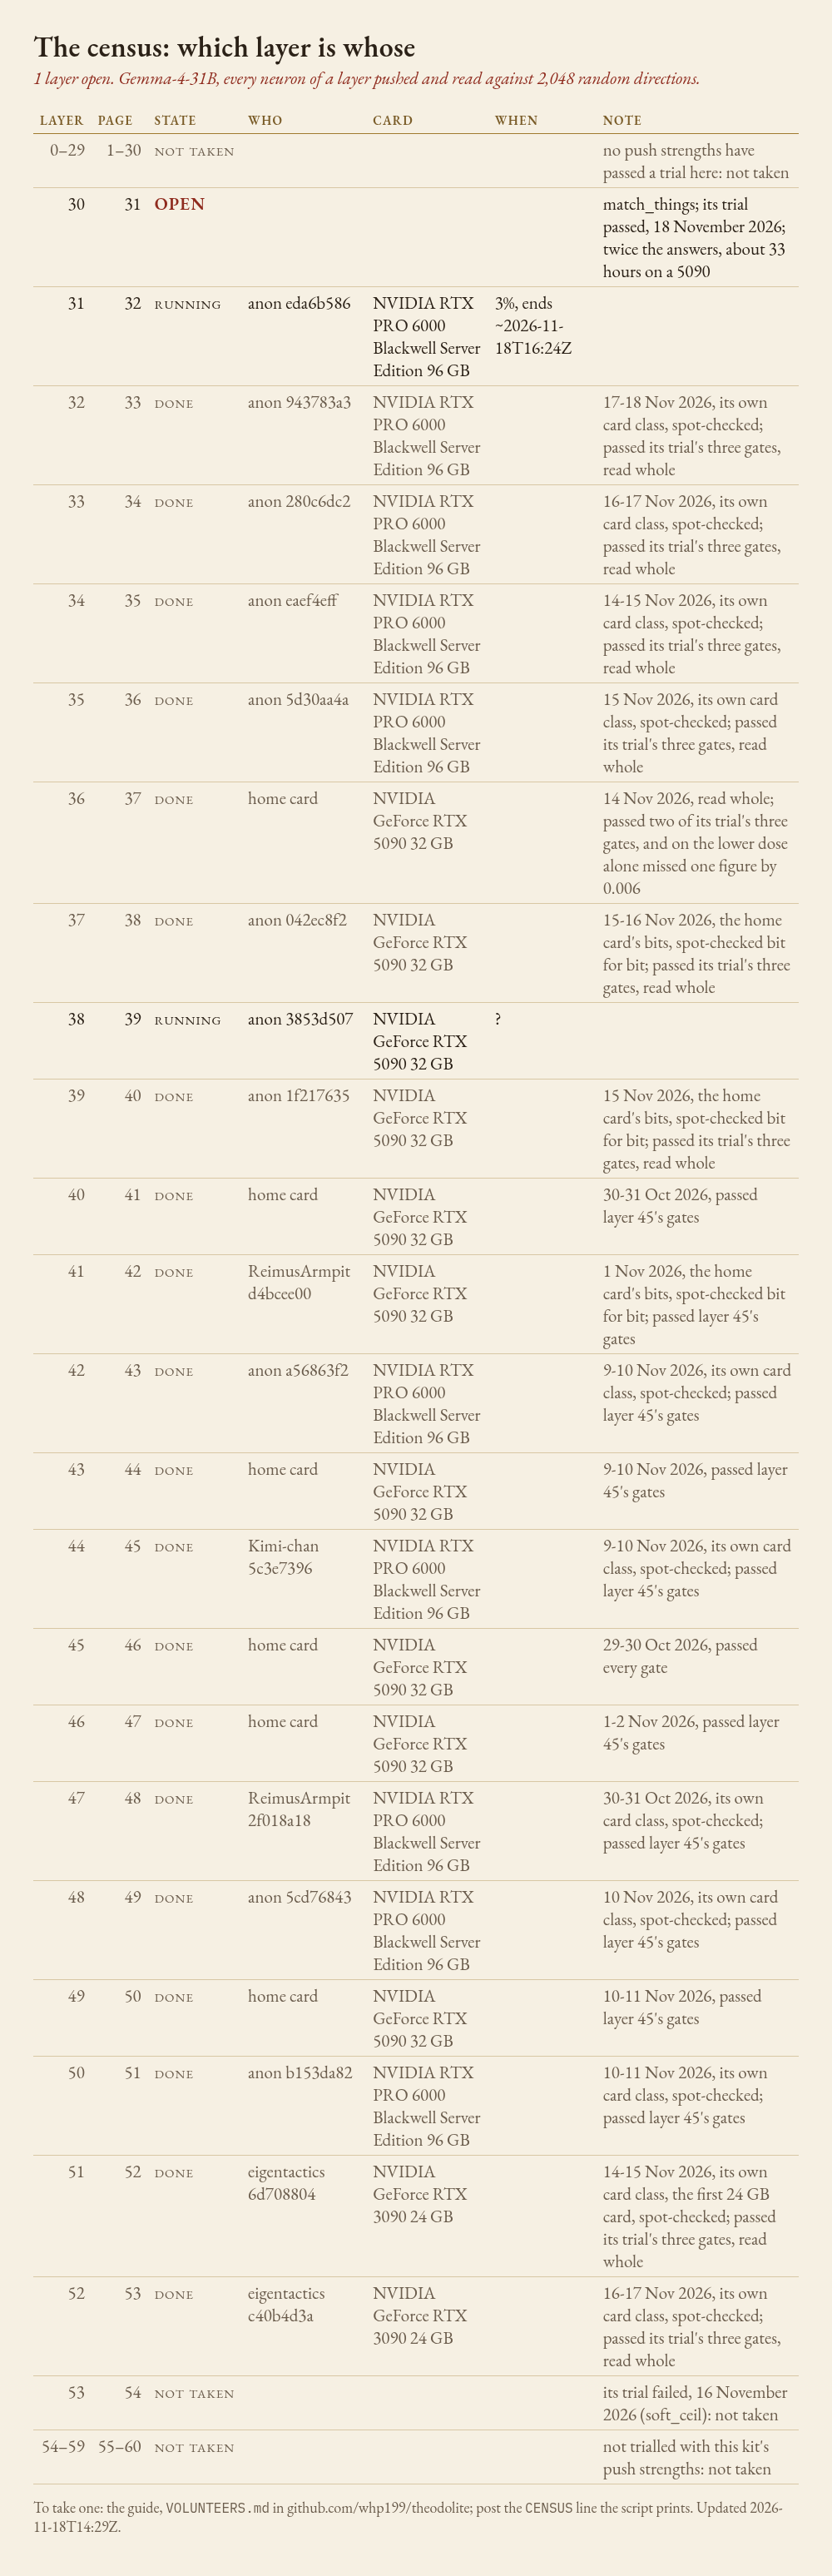 The census: which layer is whose
1 layer open. Gemma-4-31B, every neuron of a layer pushed and read against 2,048 random directions.
LAYER PAGE STATE WHO CARD WHEN NOTE
0–29 1–30 NOT TAKEN no push strengths have
passed a trial here: not taken
30 31 OPEN match_things; its trial
passed, 18 November 2026;
twice the answers, about 33
hours on a 5090
31 32 RUNNING anon eda6b586 NVIDIA RTX 3%, ends
PRO 6000 ~2026-11-
Blackwell Server 18T16:24Z
Edition 96 GB
32 33 DONE anon 943783a3 NVIDIA RTX 17-18 Nov 2026, its own
PRO 6000 card class, spot-checked;
Blackwell Server passed its trial's three gates,
Edition 96 GB read whole
33 34 DONE anon 280c6dc2 NVIDIA RTX 16-17 Nov 2026, its own
PRO 6000 card class, spot-checked;
Blackwell Server passed its trial's three gates,
Edition 96 GB read whole
34 35 DONE anon eaef4eff NVIDIA RTX 14-15 Nov 2026, its own
PRO 6000 card class, spot-checked;
Blackwell Server passed its trial's three gates,
Edition 96 GB read whole
35 36 DONE anon 5d30aa4a NVIDIA RTX 15 Nov 2026, its own card
PRO 6000 class, spot-checked; passed
Blackwell Server its trial's three gates, read
Edition 96 GB whole
36 37 DONE home card NVIDIA 14 Nov 2026, read whole;
GeForce RTX passed two of its trial's three
5090 32 GB gates, and on the lower dose
alone missed one figure by
0.006
37 38 DONE anon 042ec8f2 NVIDIA 15-16 Nov 2026, the home
GeForce RTX card's bits, spot-checked bit
5090 32 GB for bit; passed its trial's three
gates, read whole
38 39 RUNNING anon 3853d507 NVIDIA ?
GeForce RTX
5090 32 GB
39 40 DONE anon 1f217635 NVIDIA 15 Nov 2026, the home
GeForce RTX card's bits, spot-checked bit
5090 32 GB for bit; passed its trial's three
gates, read whole
40 41 DONE home card NVIDIA 30-31 Oct 2026, passed
GeForce RTX layer 45's gates
5090 32 GB
41 42 DONE ReimusArmpit NVIDIA 1 Nov 2026, the home
d4bcee00 GeForce RTX card's bits, spot-checked bit
5090 32 GB for bit; passed layer 45's
gates
42 43 DONE anon a56863f2 NVIDIA RTX 9-10 Nov 2026, its own card
PRO 6000 class, spot-checked; passed
Blackwell Server layer 45's gates
Edition 96 GB
43 44 DONE home card NVIDIA 9-10 Nov 2026, passed layer
GeForce RTX 45's gates
5090 32 GB
44 45 DONE Kimi-chan NVIDIA RTX 9-10 Nov 2026, its own card
5c3e7396 PRO 6000 class, spot-checked; passed
Blackwell Server layer 45's gates
Edition 96 GB
45 46 DONE home card NVIDIA 29-30 Oct 2026, passed
GeForce RTX every gate
5090 32 GB
46 47 DONE home card NVIDIA 1-2 Nov 2026, passed layer
GeForce RTX 45's gates
5090 32 GB
47 48 DONE ReimusArmpit NVIDIA RTX 30-31 Oct 2026, its own
2f018a18 PRO 6000 card class, spot-checked;
Blackwell Server passed layer 45's gates
Edition 96 GB
48 49 DONE anon 5cd76843 NVIDIA RTX 10 Nov 2026, its own card
PRO 6000 class, spot-checked; passed
Blackwell Server layer 45's gates
Edition 96 GB
49 50 DONE home card NVIDIA 10-11 Nov 2026, passed
GeForce RTX layer 45's gates
5090 32 GB
50 51 DONE anon b153da82 NVIDIA RTX 10-11 Nov 2026, its own
PRO 6000 card class, spot-checked;
Blackwell Server passed layer 45's gates
Edition 96 GB
51 52 DONE eigentactics NVIDIA 14-15 Nov 2026, its own
6d708804 GeForce RTX card class, the first 24 GB
3090 24 GB card, spot-checked; passed
its trial's three gates, read
whole
52 53 DONE eigentactics NVIDIA 16-17 Nov 2026, its own
c40b4d3a GeForce RTX card class, spot-checked;
3090 24 GB passed its trial's three gates,
read whole
53 54 NOT TAKEN its trial failed, 16 November
2026 (soft_ceil): not taken
54–59 55–60 NOT TAKEN not trialled with this kit's
push strengths: not taken
To take one: the guide, VOLUNTEERS.md in github.com/whp199/theodolite; post the CENSUS line the script prints. Updated 2026-
11-18T14:29Z.